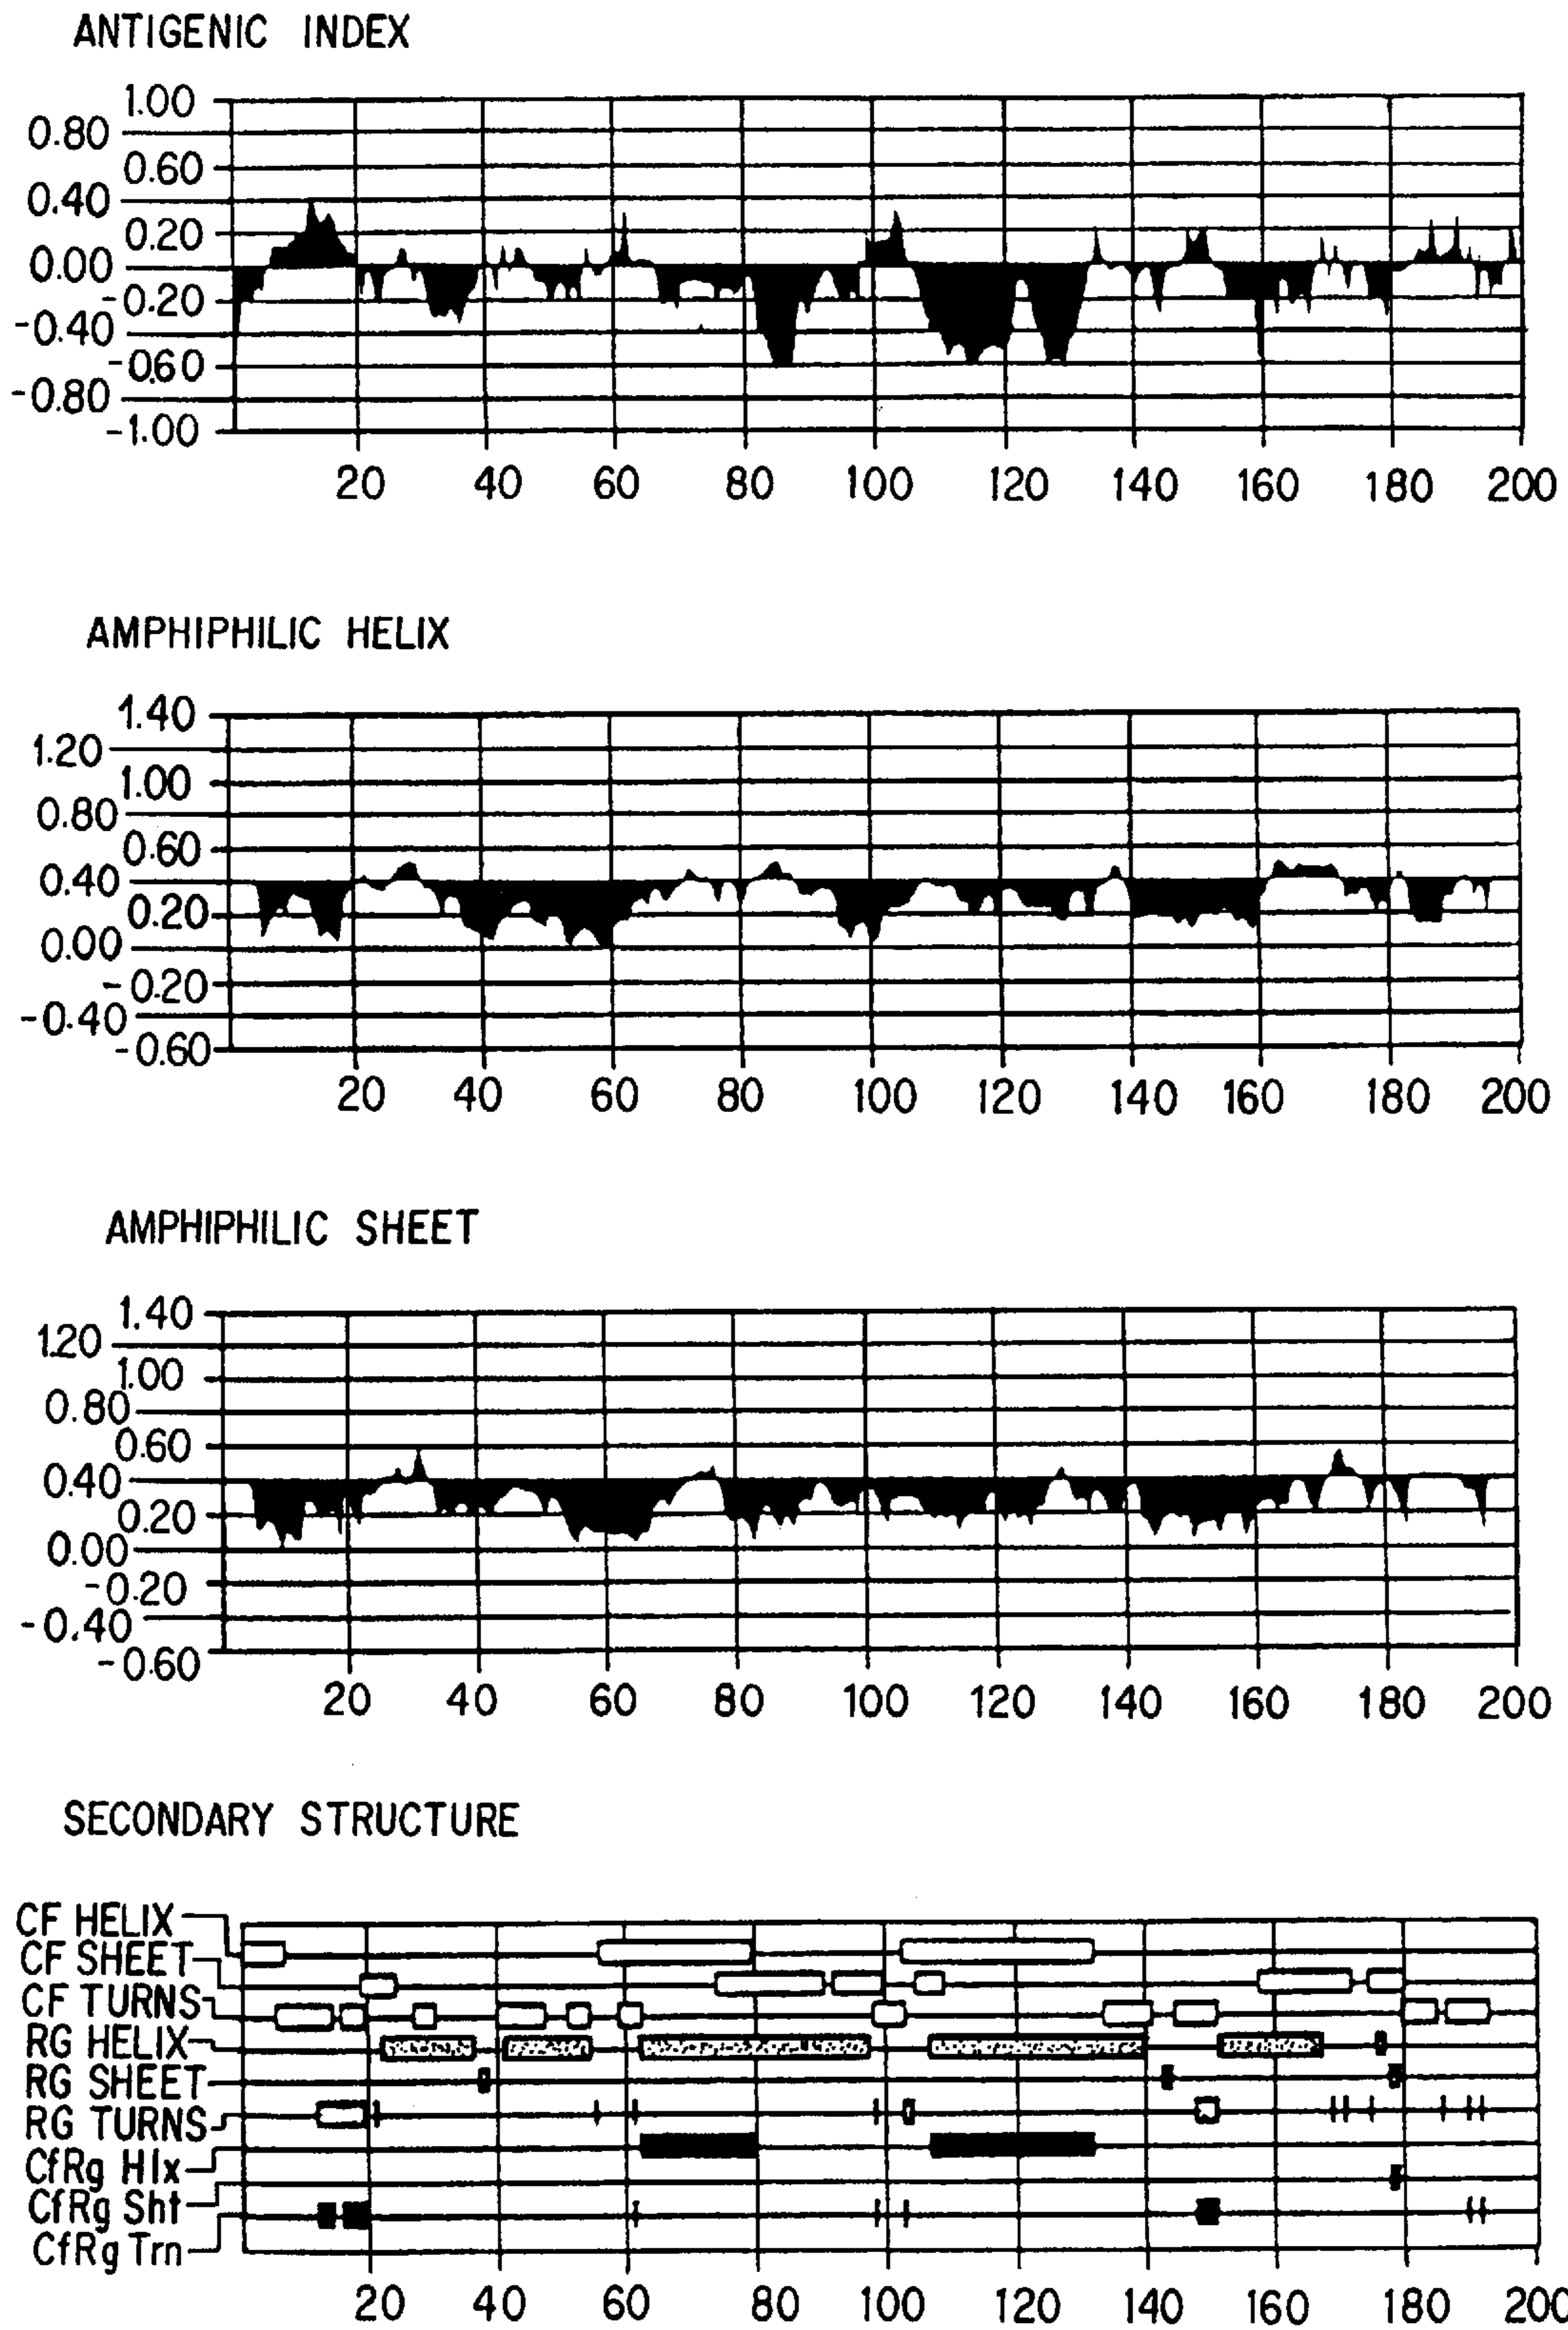 ANTIGENIC INDEX
1.00
0.80
0.60
0.40
0.20
0.00
-0.20
-0.40
-0.60
-0.80
-1.00
20 40 60 80 100 120 140 160 180 200
AMPHIPHILIC HELIX
1.40
1.20
1.00
0.80
0.60
0.40
0.20
0.00
-0.20
-0.40
-0.60
20 40 60 80 100 120 140 160 180 200
AMPHIPHILIC SHEET
1.40
1.20
1.00
0.80
0.60
0.40
0.20
0.00
-0.20
-0.40
-0.60
20 40 60 80 100 120 140 160 180 200
SECONDARY STRUCTURE
CF HELIX
CF SHEET
CF TURNS
RG HELIX
RG SHEET
RG TURNS
CfRg Hlx
CfRg Sht
CfRg Trn
20 40 60 80 100 120 140 160 180 200